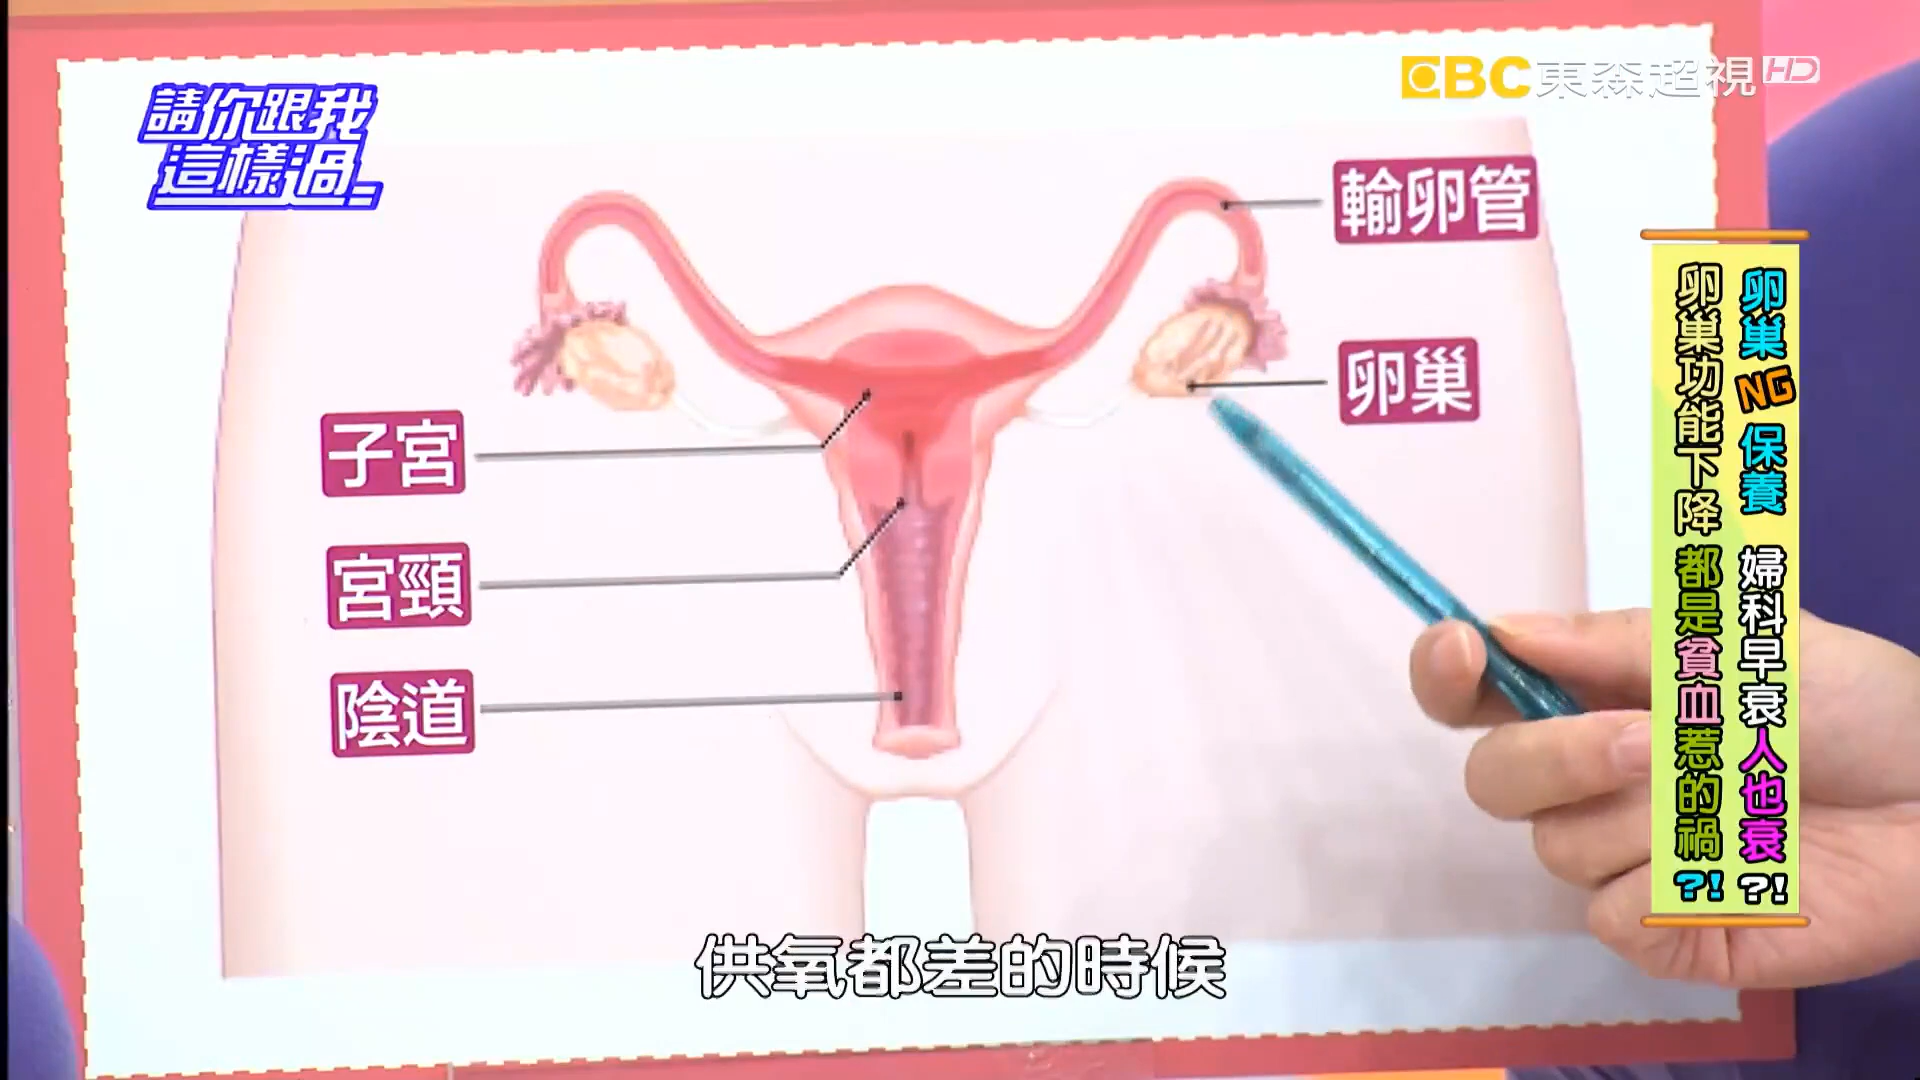 請你跟我
這樣過
EBC東森超視HD
輸卵管
卵巢
子宮
宮頸
陰道
卵巢NG保養 婦科早衰人也衰?!
卵巢功能下降都是貧血惹的禍?!
供氧都差的時候